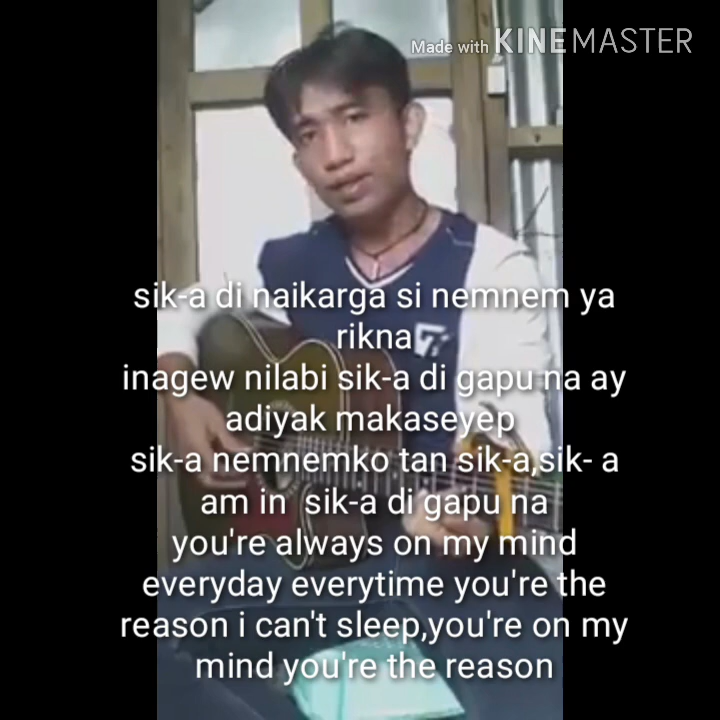 Made with KINEMASTER
sik-a di naikarga si nemnem ya
rikna
inagew nilabi sik-a di gapu na ay
adiyak makaseyep
sik-a nemnemko tan sik-a,sik- a
am in sik-a di gapu na
you're always on my mind
everyday everytime you're the
reason i can't sleep,you're on my
mind you're the reason